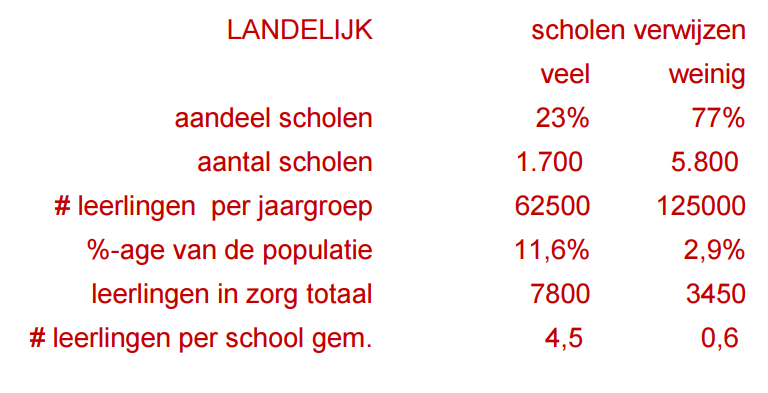 LANDELIJK scholen verwijzen
veel weinig
aandeel scholen 23% 77%
aantal scholen 1.700 5.800
# leerlingen per jaargroep 62500 125000
%-age van de populatie 11,6% 2,9%
leerlingen in zorg totaal 7800 3450
# leerlingen per school gem. 4,5 0,6